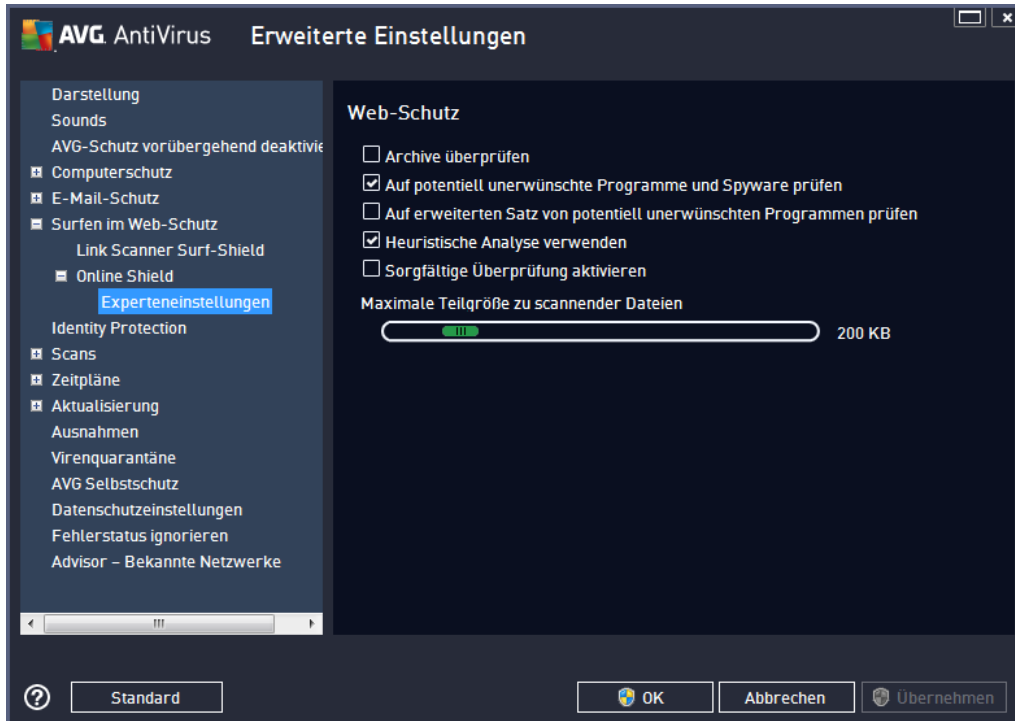 AVG. AntiVirus Erweiterte Einstellungen
Darstellung
Sounds
AVG-Schutz vorübergehend deaktivie
Computerschutz
E-Mail-Schutz
Surfen im Web-Schutz
Link Scanner Surf-Shield
Online Shield
Experteneinstellungen
Identity Protection
Scans
Zeitpläne
Aktualisierung
Ausnahmen
Virenquarantäne
AVG Selbstschutz
Datenschutzeinstellungen
Fehlerstatus ignorieren
Advisor – Bekannte Netzwerke
Web-Schutz
Archive überprüfen
Auf potentiell unerwünschte Programme und Spyware prüfen
Auf erweiterten Satz von potentiell unerwünschten Programmen prüfen
Heuristische Analyse verwenden
Sorgfältige Überprüfung aktivieren
Maximale Teilgröße zu scannender Dateien
200 KB
? Standard OK Abbrechen Übernehmen